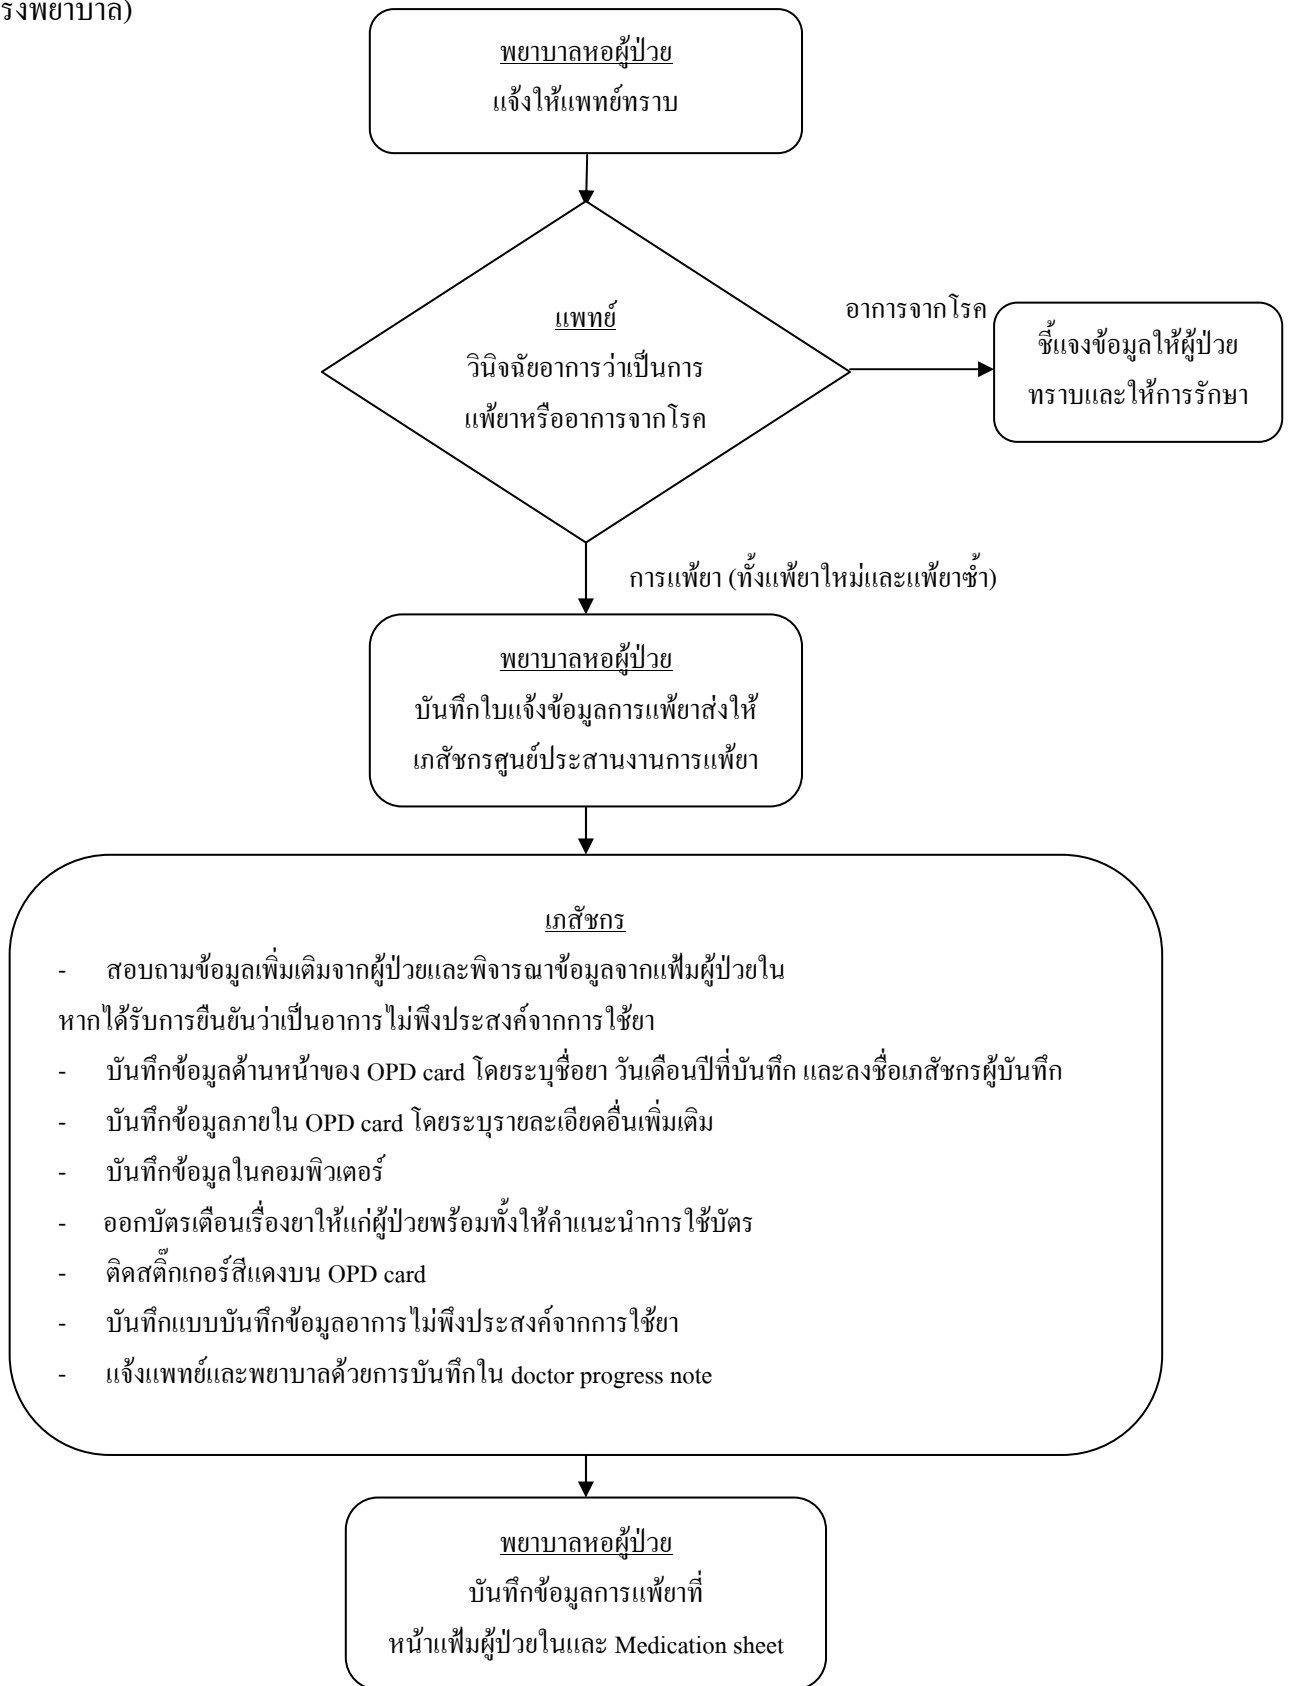 รงพยาบาล)
พยาบาลหอผู้ป่วย
แจ้งให้แพทย์ทราบ
แพทย์
วินิจฉัยอาการว่าเป็นการ
แพ้ยาหรืออาการจากโรค
อาการจากโรค
ชี้แจงข้อมูลให้ผู้ป่วย
ทราบและให้การรักษา
การแพ้ยา (ทั้งแพ้ยาใหม่และแพ้ยาซ้ำ)
พยาบาลหอผู้ป่วย
บันทึกใบแจ้งข้อมูลการแพ้ยาส่งให้
เภสัชกรศูนย์ประสานงานการแพ้ยา
เภสัชกร
- สอบถามข้อมูลเพิ่มเติมจากผู้ป่วยและพิจารณาข้อมูลจากแฟ้มผู้ป่วยใน
หากได้รับการยืนยันว่าเป็นอาการไม่พึงประสงค์จากการใช้ยา
- บันทึกข้อมูลด้านหน้าของ OPD card โดยระบุชื่อยา วันเดือนปีที่บันทึก และลงชื่อเภสัชกรผู้บันทึก
- บันทึกข้อมูลภายใน OPD card โดยระบุรายละเอียดอื่นเพิ่มเติม
- บันทึกข้อมูลในคอมพิวเตอร์
- ออกบัตรเตือนเรื่องยาให้แก่ผู้ป่วยพร้อมทั้งให้คำแนะนำการใช้บัตร
- ติดสติ๊กเกอร์สีแดงบน OPD card
- บันทึกแบบบันทึกข้อมูลอาการไม่พึงประสงค์จากการใช้ยา
- แจ้งแพทย์และพยาบาลด้วยการบันทึกใน doctor progress note
พยาบาลหอผู้ป่วย
บันทึกข้อมูลการแพ้ยาที่
หน้าแฟ้มผู้ป่วยในและ Medication sheet